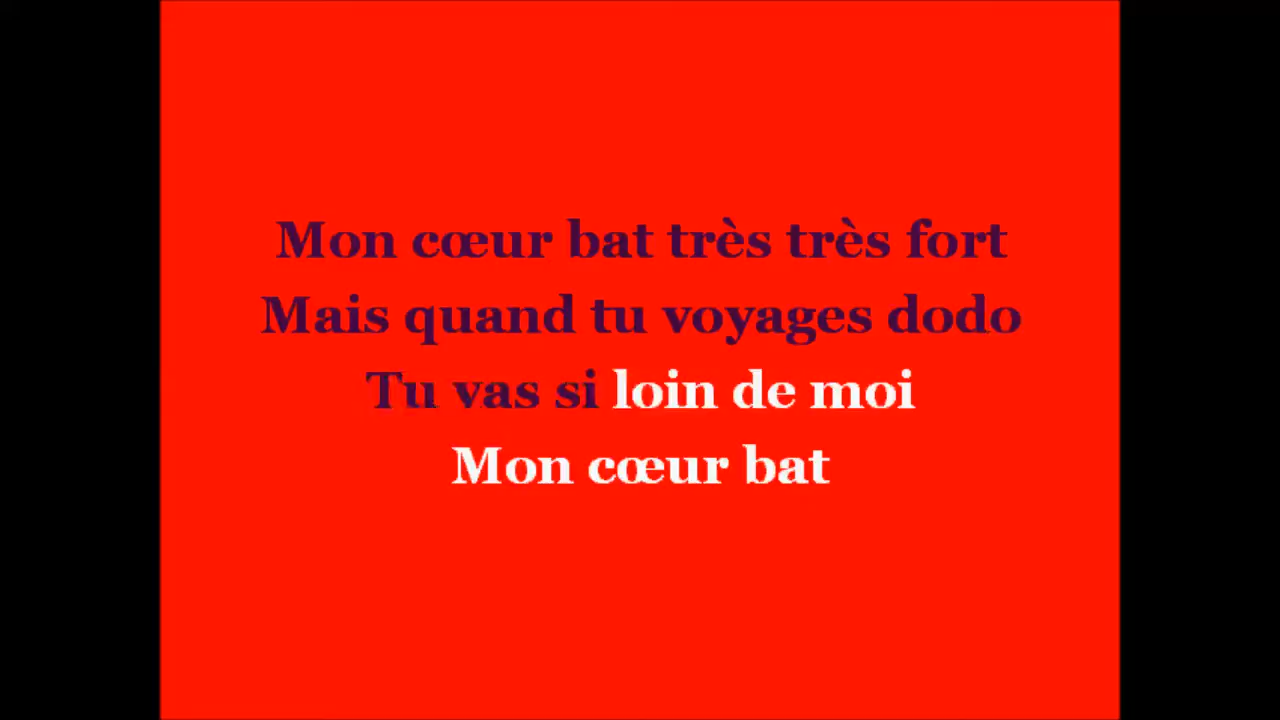 Mon cœur bat très très fort
Mais quand tu voyages dodo
Tu vas si loin de moi
Mon cœur bat